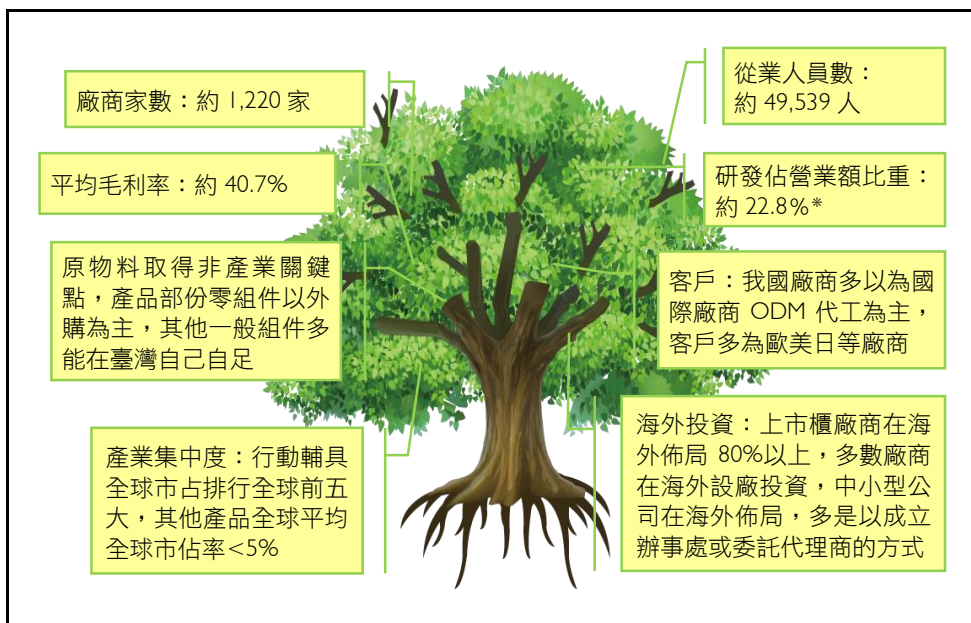 廠商家數：約 1,220 家
從業人員數：
約 49,539 人
平均毛利率：約 40.7%
研發佔營業額比重：
約 22.8%*
原物料取得非產業關鍵
點，產品部份零組件以外
購為主，其他一般組件多
能在臺灣自己自足
客戶：我國廠商多以為國
際廠商 ODM 代工為主，
客戶多為歐美日等廠商
產業集中度：行動輔具
全球市占排行全球前五
大，其他產品全球平均
全球市佔率<5%
海外投資：上市櫃廠商在海
外佈局 80%以上，多數廠商
在海外設廠投資，中小型公
司在海外佈局，多是以成立
辦事處或委託代理商的方式